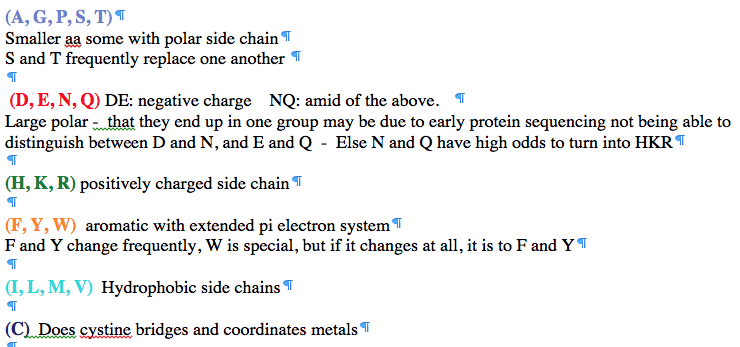 (A, G, P, S, T)¶
Smaller aa some with polar side chain¶
S and T frequently replace one another ¶
¶
(D, E, N, Q) DE: negative charge NQ: amid of the above. ¶
Large polar - that they end up in one group may be due to early protein sequencing not being able to
distinguish between D and N, and E and Q - Else N and Q have high odds to turn into HKR¶
¶
(H, K, R) positively charged side chain¶
¶
(F, Y, W) aromatic with extended pi electron system¶
F and Y change frequently, W is special, but if it changes at all, it is to F and Y¶
¶
(I, L, M, V) Hydrophobic side chains¶
¶
(C) Does cystine bridges and coordinates metals¶
¶